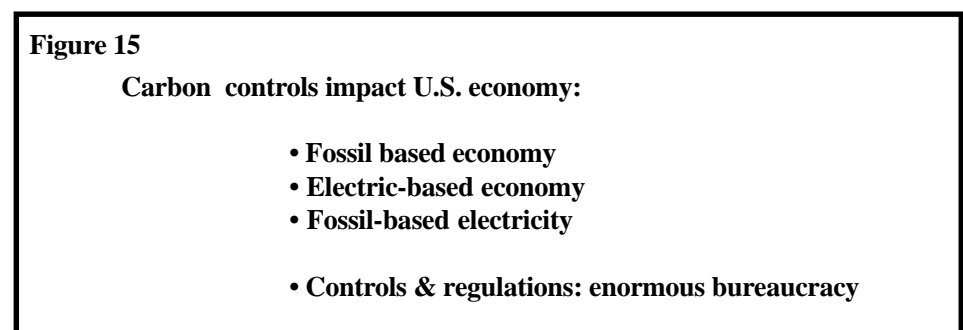 Figure 15
Carbon controls impact U.S. economy:
• Fossil based economy
• Electric-based economy
• Fossil-based electricity
• Controls & regulations: enormous bureaucracy